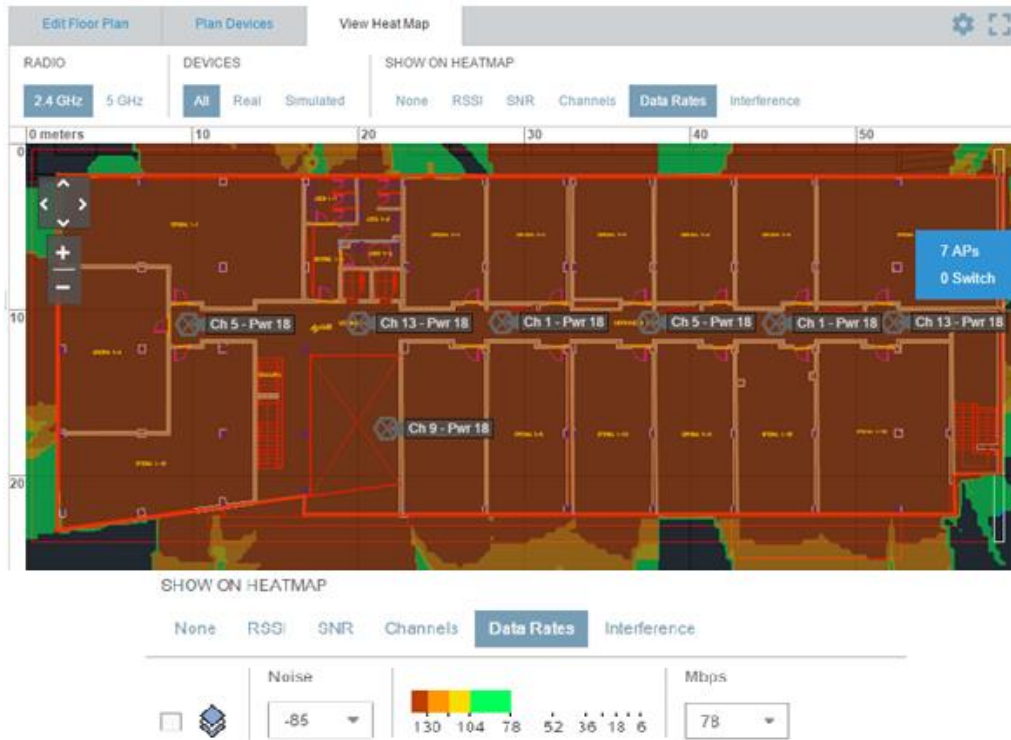 Edit Floor Plan Plan Devices View Heat Map
RADIO DEVICES SHOW ON HEATMAP
2.4 GHz 5 GHz All Real Simulated None RSSI SNR Channels Data Rates Interference
0 meters 10 20 30 40 50
0
7 APs
0 Switch
10
Ch 5 - Pwr 18 Ch 13 - Pwr 18 Ch 1 - Pwr 18 Ch 5 - Pwr 18 Ch 1 - Pwr 18 Ch 13 - Pwr 18
Ch 9 - Pwr 18
20
SHOW ON HEATMAP
None RSSI SNR Channels Data Rates Interference
Noise Mbps
-85 130 104 78 52 36 18 6 78